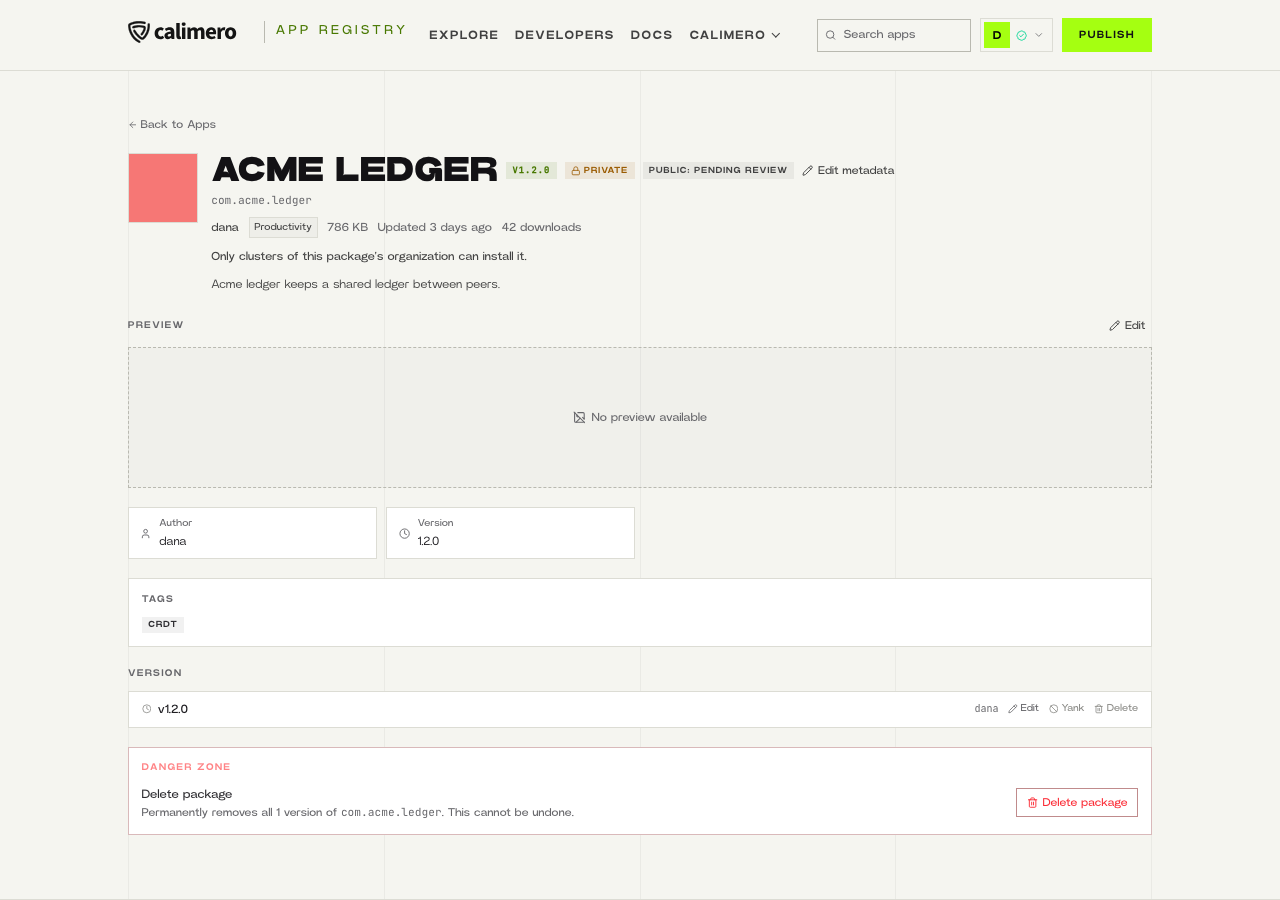 calimero APP REGISTRY EXPLORE DEVELOPERS DOCS CALIMERO Search apps D PUBLISH
← Back to Apps
ACME LEDGER V1.2.0 PRIVATE PUBLIC: PENDING REVIEW Edit metadata
com.acme.ledger
dana Productivity 786 KB Updated 3 days ago 42 downloads
Only clusters of this package's organization can install it.
Acme ledger keeps a shared ledger between peers.
PREVIEW Edit
No preview available
Author Version
dana 1.2.0
TAGS
CRDT
VERSION
v1.2.0 dana Edit Yank Delete
DANGER ZONE
Delete package
Permanently removes all 1 version of com.acme.ledger. This cannot be undone.
Delete package